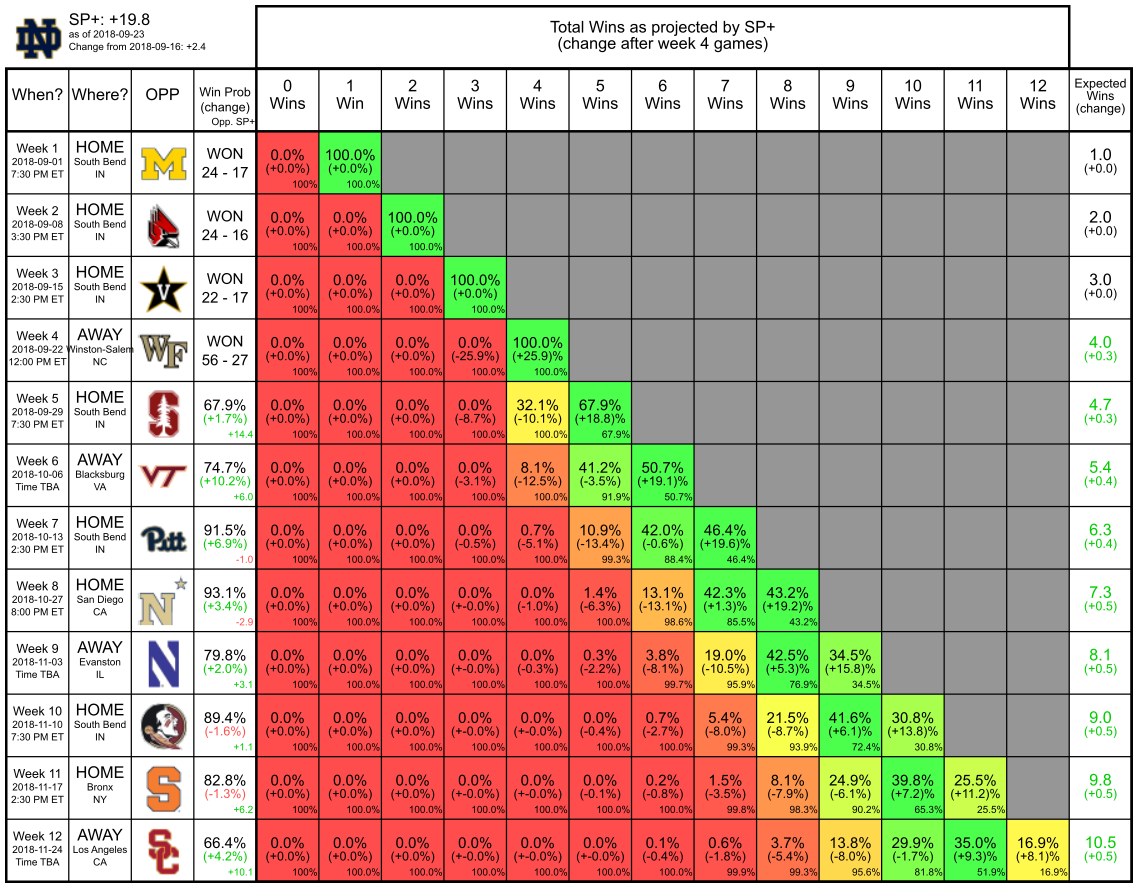 SP+: +19.8
as of 2018-09-23
Change from 2018-09-16: +2.4
Total Wins as projected by SP+
(change after week 4 games)
When? Where? OPP Win Prob (change) Opp. SP+ 0 Wins 1 Win 2 Wins 3 Wins 4 Wins 5 Wins 6 Wins 7 Wins 8 Wins 9 Wins 10 Wins 11 Wins 12 Wins Expected Wins (change)
Week 1 HOME M WON 0.0% 100.0% 1.0
2018-09-01 South Bend 24 - 17 (+0.0%) (+0.0%) (+0.0)
7:30 PM ET IN 100% 100.0%
Week 2 HOME WON 0.0% 0.0% 100.0% 2.0
2018-09-08 South Bend 24 - 16 (+0.0%) (+0.0%) (+0.0%) (+0.0)
3:30 PM ET IN 100% 100.0% 100.0%
Week 3 HOME V WON 0.0% 0.0% 0.0% 100.0% 3.0
2018-09-15 South Bend 22 - 17 (+0.0%) (+0.0%) (+0.0%) (+0.0%) (+0.0)
2:30 PM ET IN 100% 100.0% 100.0% 100.0%
Week 4 AWAY WF WON 0.0% 0.0% 0.0% 0.0% 100.0% 4.0
2018-09-22 Winston-Salem 56 - 27 (+0.0%) (+0.0%) (+0.0%) (-25.9%) (+25.9)% (+0.3)
12:00 PM ET NC 100% 100.0% 100.0% 100.0% 100.0%
Week 5 HOME S 67.9% 0.0% 0.0% 0.0% 0.0% 32.1% 67.9% 4.7
2018-09-29 South Bend (+1.7%) (+0.0%) (+0.0%) (+0.0%) (-8.7%) (-10.1%) (+18.8)% (+0.3)
7:30 PM ET IN +14.4 100% 100.0% 100.0% 100.0% 100.0% 67.9%
Week 6 AWAY VT 74.7% 0.0% 0.0% 0.0% 0.0% 8.1% 41.2% 50.7% 5.4
2018-10-06 Blacksburg (+10.2%) (+0.0%) (+0.0%) (+0.0%) (-3.1%) (-12.5%) (-3.5%) (+19.1)% (+0.4)
Time TBA VA +6.0 100% 100.0% 100.0% 100.0% 100.0% 91.9% 50.7%
Week 7 HOME Pitt 91.5% 0.0% 0.0% 0.0% 0.0% 0.7% 10.9% 42.0% 46.4% 6.3
2018-10-13 South Bend (+6.9%) (+0.0%) (+0.0%) (+0.0%) (-0.5%) (-5.1%) (-13.4%) (-0.6%) (+19.6)% (+0.4)
2:30 PM ET IN -1.0 100% 100.0% 100.0% 100.0% 100.0% 99.3% 88.4% 46.4%
Week 8 HOME N 93.1% 0.0% 0.0% 0.0% 0.0% 0.0% 1.4% 13.1% 42.3% 43.2% 7.3
2018-10-27 San Diego (+3.4%) (+0.0%) (+0.0%) (+0.0%) (+-0.0%) (-1.0%) (-6.3%) (-13.1%) (+1.3)% (+19.2)% (+0.5)
8:00 PM ET CA -2.9 100% 100.0% 100.0% 100.0% 100.0% 100.0% 98.6% 85.5% 43.2%
Week 9 AWAY N 79.8% 0.0% 0.0% 0.0% 0.0% 0.0% 0.3% 3.8% 19.0% 42.5% 34.5% 8.1
2018-11-03 Evanston (+2.0%) (+0.0%) (+0.0%) (+0.0%) (+-0.0%) (-0.3%) (-2.2%) (-8.1%) (-10.5%) (+5.3)% (+15.8)% (+0.5)
Time TBA IL +3.1 100% 100.0% 100.0% 100.0% 100.0% 100.0% 99.7% 95.9% 76.9% 34.5%
Week 10 HOME 89.4% 0.0% 0.0% 0.0% 0.0% 0.0% 0.0% 0.7% 5.4% 21.5% 41.6% 30.8% 9.0
2018-11-10 South Bend (-1.6%) (+0.0%) (+0.0%) (+0.0%) (+-0.0%) (+-0.0%) (-0.4%) (-2.7%) (-8.0%) (-8.7%) (+6.1)% (+13.8)% (+0.5)
7:30 PM ET IN +1.1 100% 100.0% 100.0% 100.0% 100.0% 100.0% 100.0% 99.3% 93.9% 72.4% 30.8%
Week 11 HOME S 82.8% 0.0% 0.0% 0.0% 0.0% 0.0% 0.0% 0.2% 1.5% 8.1% 24.9% 39.8% 25.5% 9.8
2018-11-17 Bronx (-1.3%) (+0.0%) (+0.0%) (+0.0%) (+-0.0%) (+-0.0%) (-0.1%) (-0.8%) (-3.5%) (-7.9%) (-6.1%) (+7.2)% (+11.2)% (+0.5)
2:30 PM ET NY +6.2 100% 100.0% 100.0% 100.0% 100.0% 100.0% 100.0% 99.8% 98.3% 90.2% 65.3% 25.5%
Week 12 AWAY SC 66.4% 0.0% 0.0% 0.0% 0.0% 0.0% 0.0% 0.1% 0.6% 3.7% 13.8% 29.9% 35.0% 16.9% 10.5
2018-11-24 Los Angeles (+4.2%) (+0.0%) (+0.0%) (+0.0%) (+-0.0%) (+-0.0%) (+-0.0%) (-0.4%) (-1.8%) (-5.4%) (-8.0%) (-1.7%) (+9.3)% (+8.1)% (+0.5)
Time TBA CA +10.1 100% 100.0% 100.0% 100.0% 100.0% 100.0% 100.0% 99.9% 99.3% 95.6% 81.8% 51.9% 16.9%